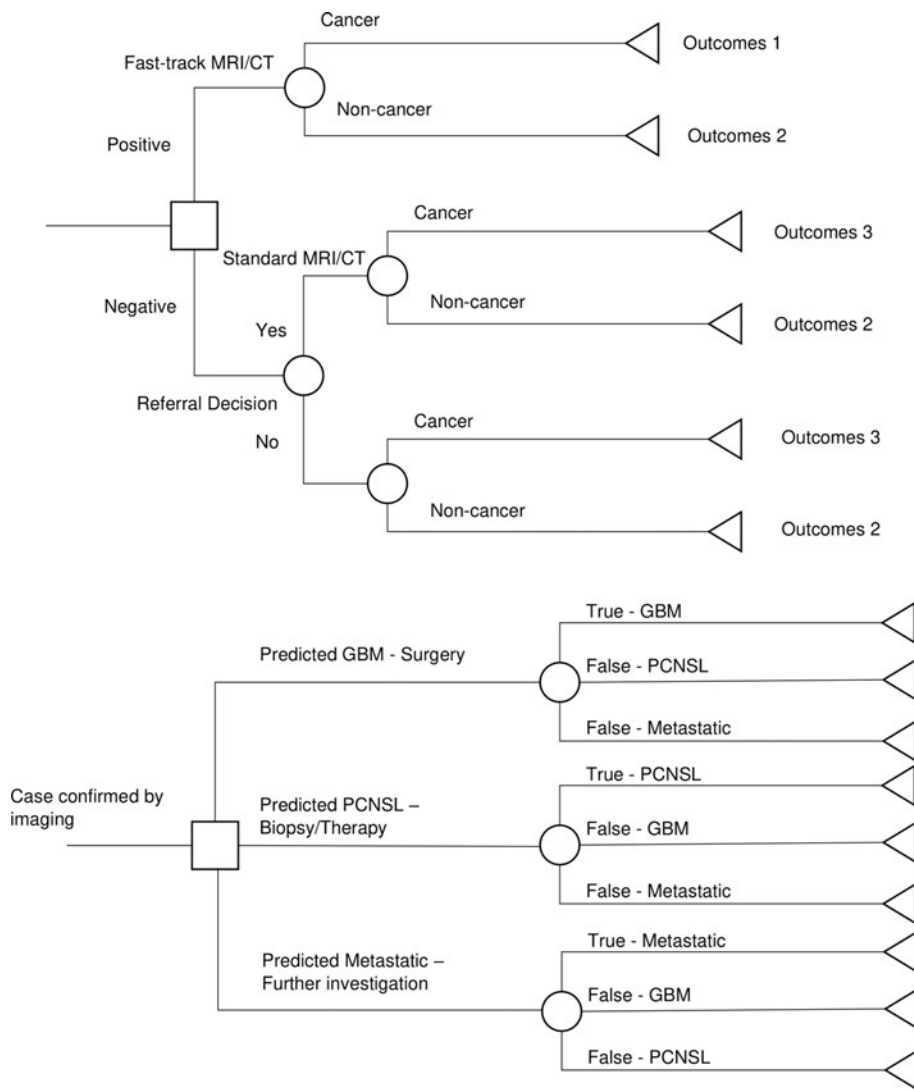 Cancer
Outcomes 1
Fast-track MRI/CT
Non-cancer
Outcomes 2
Positive
Cancer
Outcomes 3
Standard MRI/CT
Non-cancer
Negative
Yes
Outcomes 2
Referral Decision
Cancer
No
Outcomes 3
Non-cancer
Outcomes 2
True - GBM
Predicted GBM - Surgery
False - PCNSL
False - Metastatic
True - PCNSL
Case confirmed by
imaging
Predicted PCNSL –
Biopsy/Therapy
False - GBM
False - Metastatic
True - Metastatic
Predicted Metastatic –
Further investigation
False - GBM
False - PCNSL